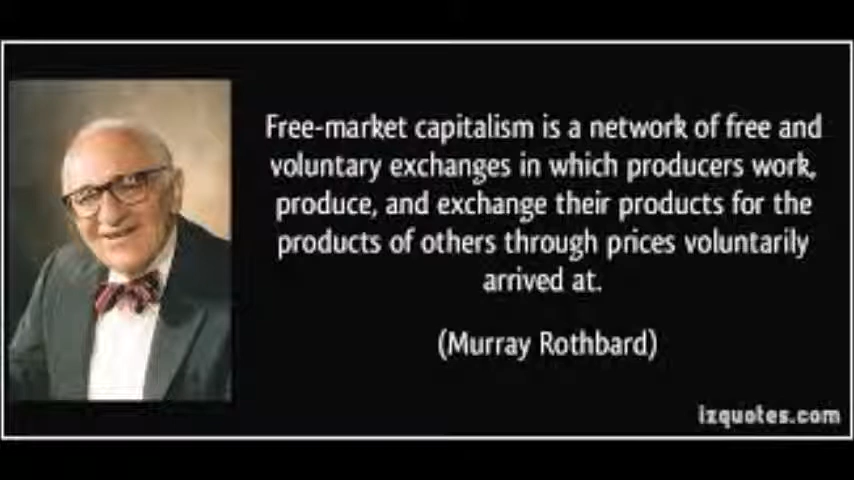 Free-market capitalism is a network of free and
voluntary exchanges in which producers work,
produce, and exchange their products for the
products of others through prices voluntarily
arrived at.
(Murray Rothbard)
izquotes.com